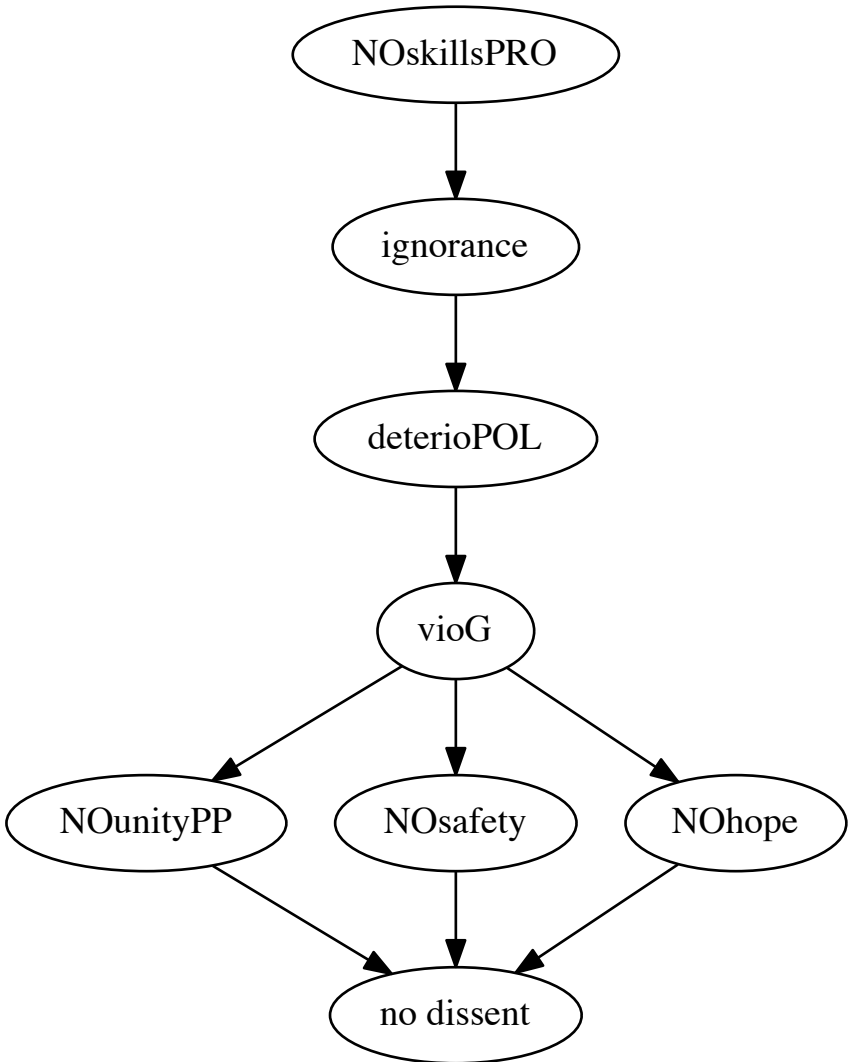 NOskillsPRO
ignorance
deterioPOL
vioG
NOunityPP
NOsafety
NOhope
no dissent